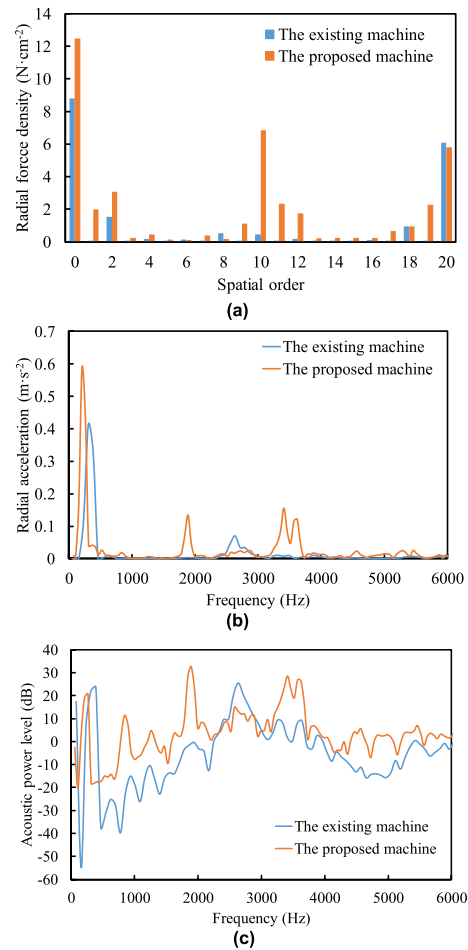 14
12
10
8
6
4
2
0
Radial forcce density (N·cm-2)
The existing machine
The proposed machine
0 2 4 6 8 10 12 14 16 18 20
Spatial order
(a)
0.7
0.6
0.5
0.4
0.3
0.2
0.1
0
Radial acceleration (m·s-2)
The existing machine
The proposed machine
0 1000 2000 3000 4000 5000 6000
Frequency (Hz)
(b)
40
30
20
10
0
-10
-20
-30
-40
-50
-60
Acoustic power level (dB)
The existing machine
The proposed machine
0 1000 2000 3000 4000 5000 6000
Frequency (Hz)
(c)